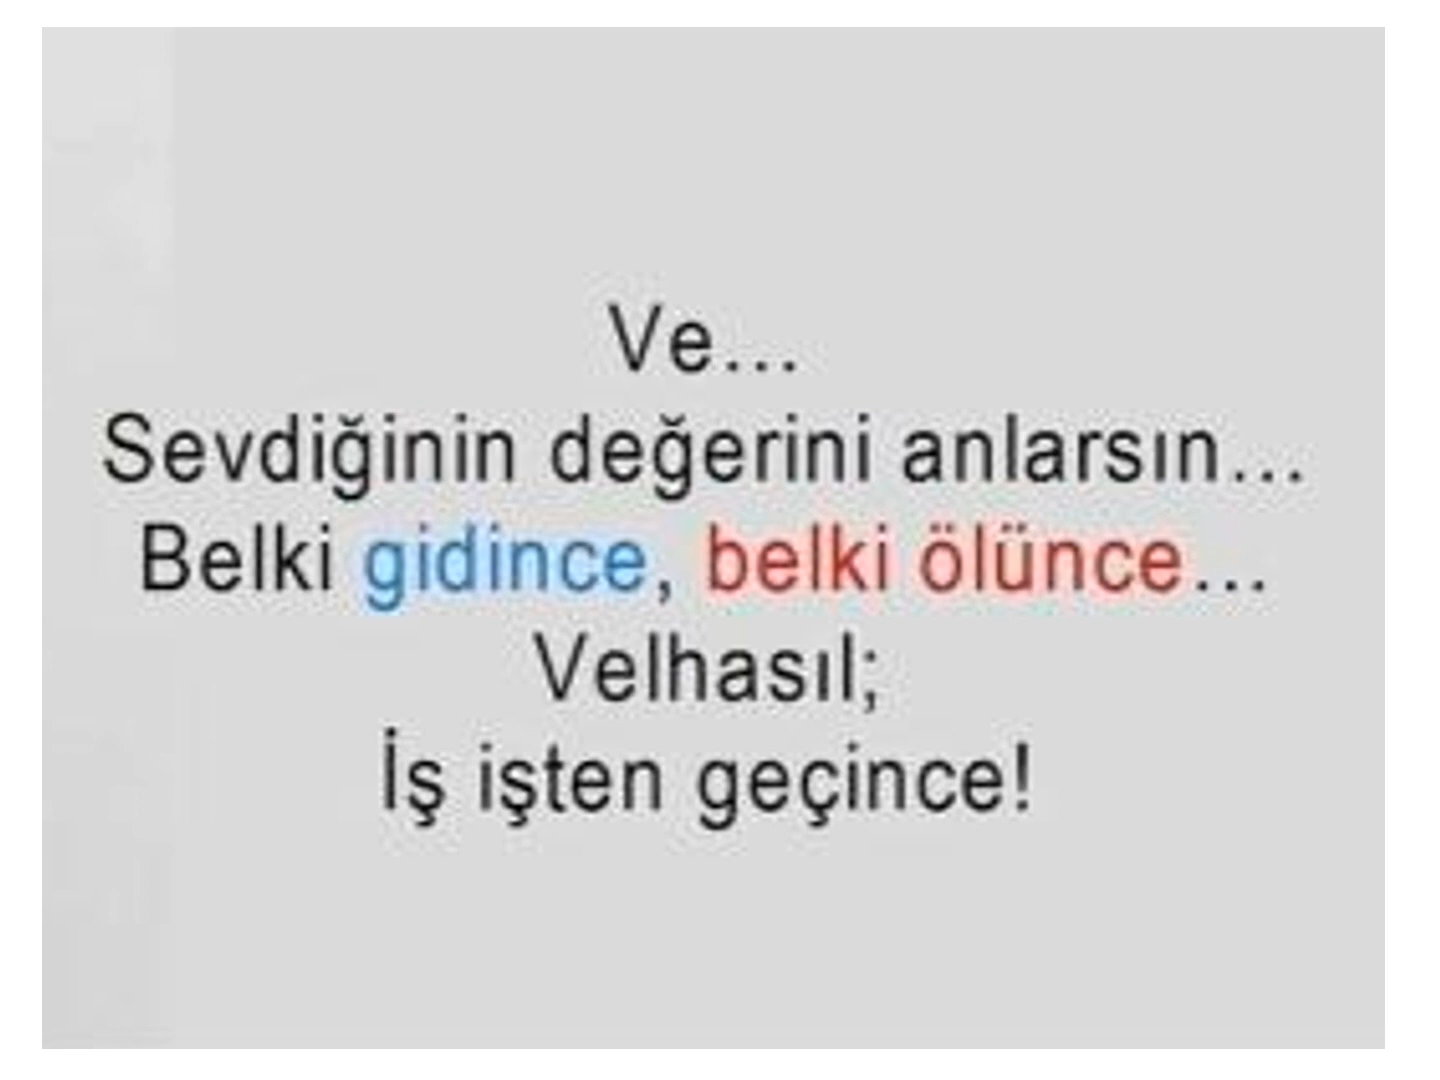 Ve...
Sevdiğinin değerini anlarsın...
Belki gidince, belki ölünce...
Velhasıl;
İş işten geçince!